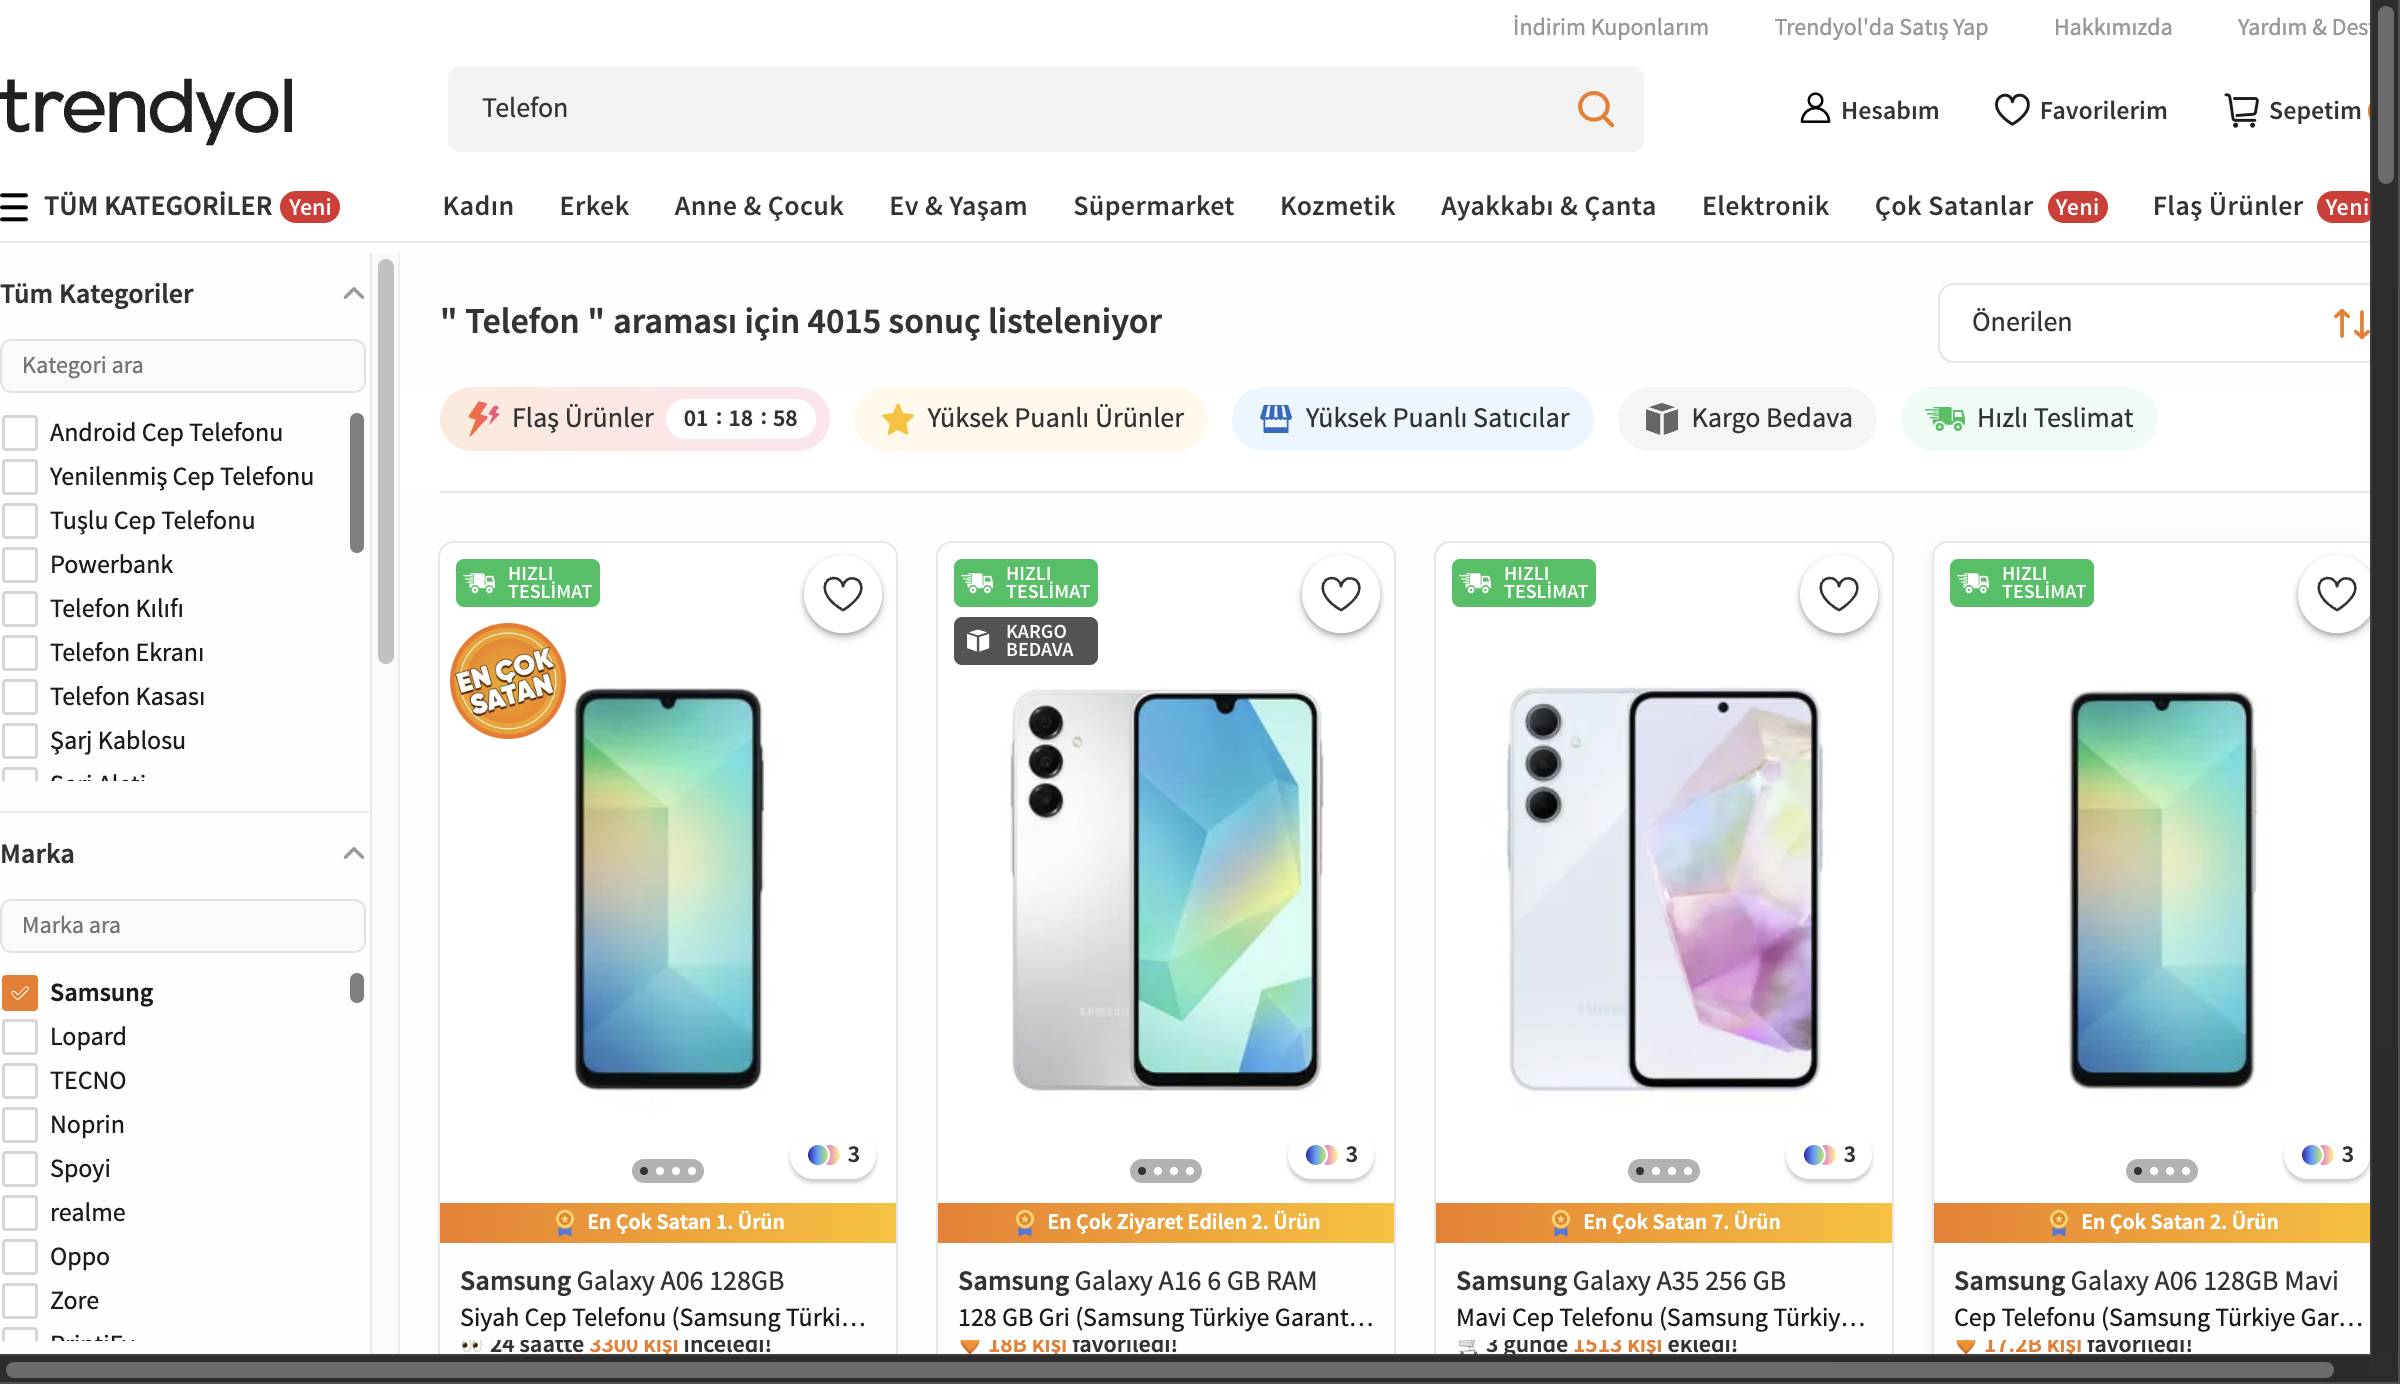 İndirim Kuponlarım Trendyol'da Satış Yap Hakkımızda Yardım & Des
trendyol
Telefon
Hesabım Favorilerim Sepetim
TÜM KATEGORİLER Yeni
Kadın Erkek Anne & Çocuk Ev & Yaşam Süpermarket Kozmetik Ayakkabı & Çanta Elektronik Çok Satanlar Yeni Flaş Ürünler Yeni
Tüm Kategoriler
Kategori ara
Android Cep Telefonu
Yenilenmiş Cep Telefonu
Tuşlu Cep Telefonu
Powerbank
Telefon Kılıfı
Telefon Ekranı
Telefon Kasası
Şarj Kablosu
Marka
Marka ara
Samsung
Lopard
TECNO
Noprin
Spoyi
realme
Oppo
Zore
" Telefon " araması için 4015 sonuç listeleniyor
Önerilen
Flaş Ürünler 01 : 18 : 58
Yüksek Puanlı Ürünler
Yüksek Puanlı Satıcılar
Kargo Bedava
Hızlı Teslimat
HIZLI
TESLİMAT
EN ÇOK
SATAN
3
En Çok Satan 1. Ürün
Samsung Galaxy A06 128GB
Siyah Cep Telefonu (Samsung Türki...
24 saatte 3300 kişi inceledi!
HIZLI
TESLİMAT
KARGO
BEDAVA
SAMSUNG
3
En Çok Ziyaret Edilen 2. Ürün
Samsung Galaxy A16 6 GB RAM
128 GB Gri (Samsung Türkiye Garant...
18B kişi favoriledi!
HIZLI
TESLİMAT
3
En Çok Satan 7. Ürün
Samsung Galaxy A35 256 GB
Mavi Cep Telefonu (Samsung Türkiy...
3 günde 1513 kişi ekledi!
HIZLI
TESLİMAT
3
En Çok Satan 2. Ürün
Samsung Galaxy A06 128GB Mavi
Cep Telefonu (Samsung Türkiye Gar...
17.2B kişi favoriledi!